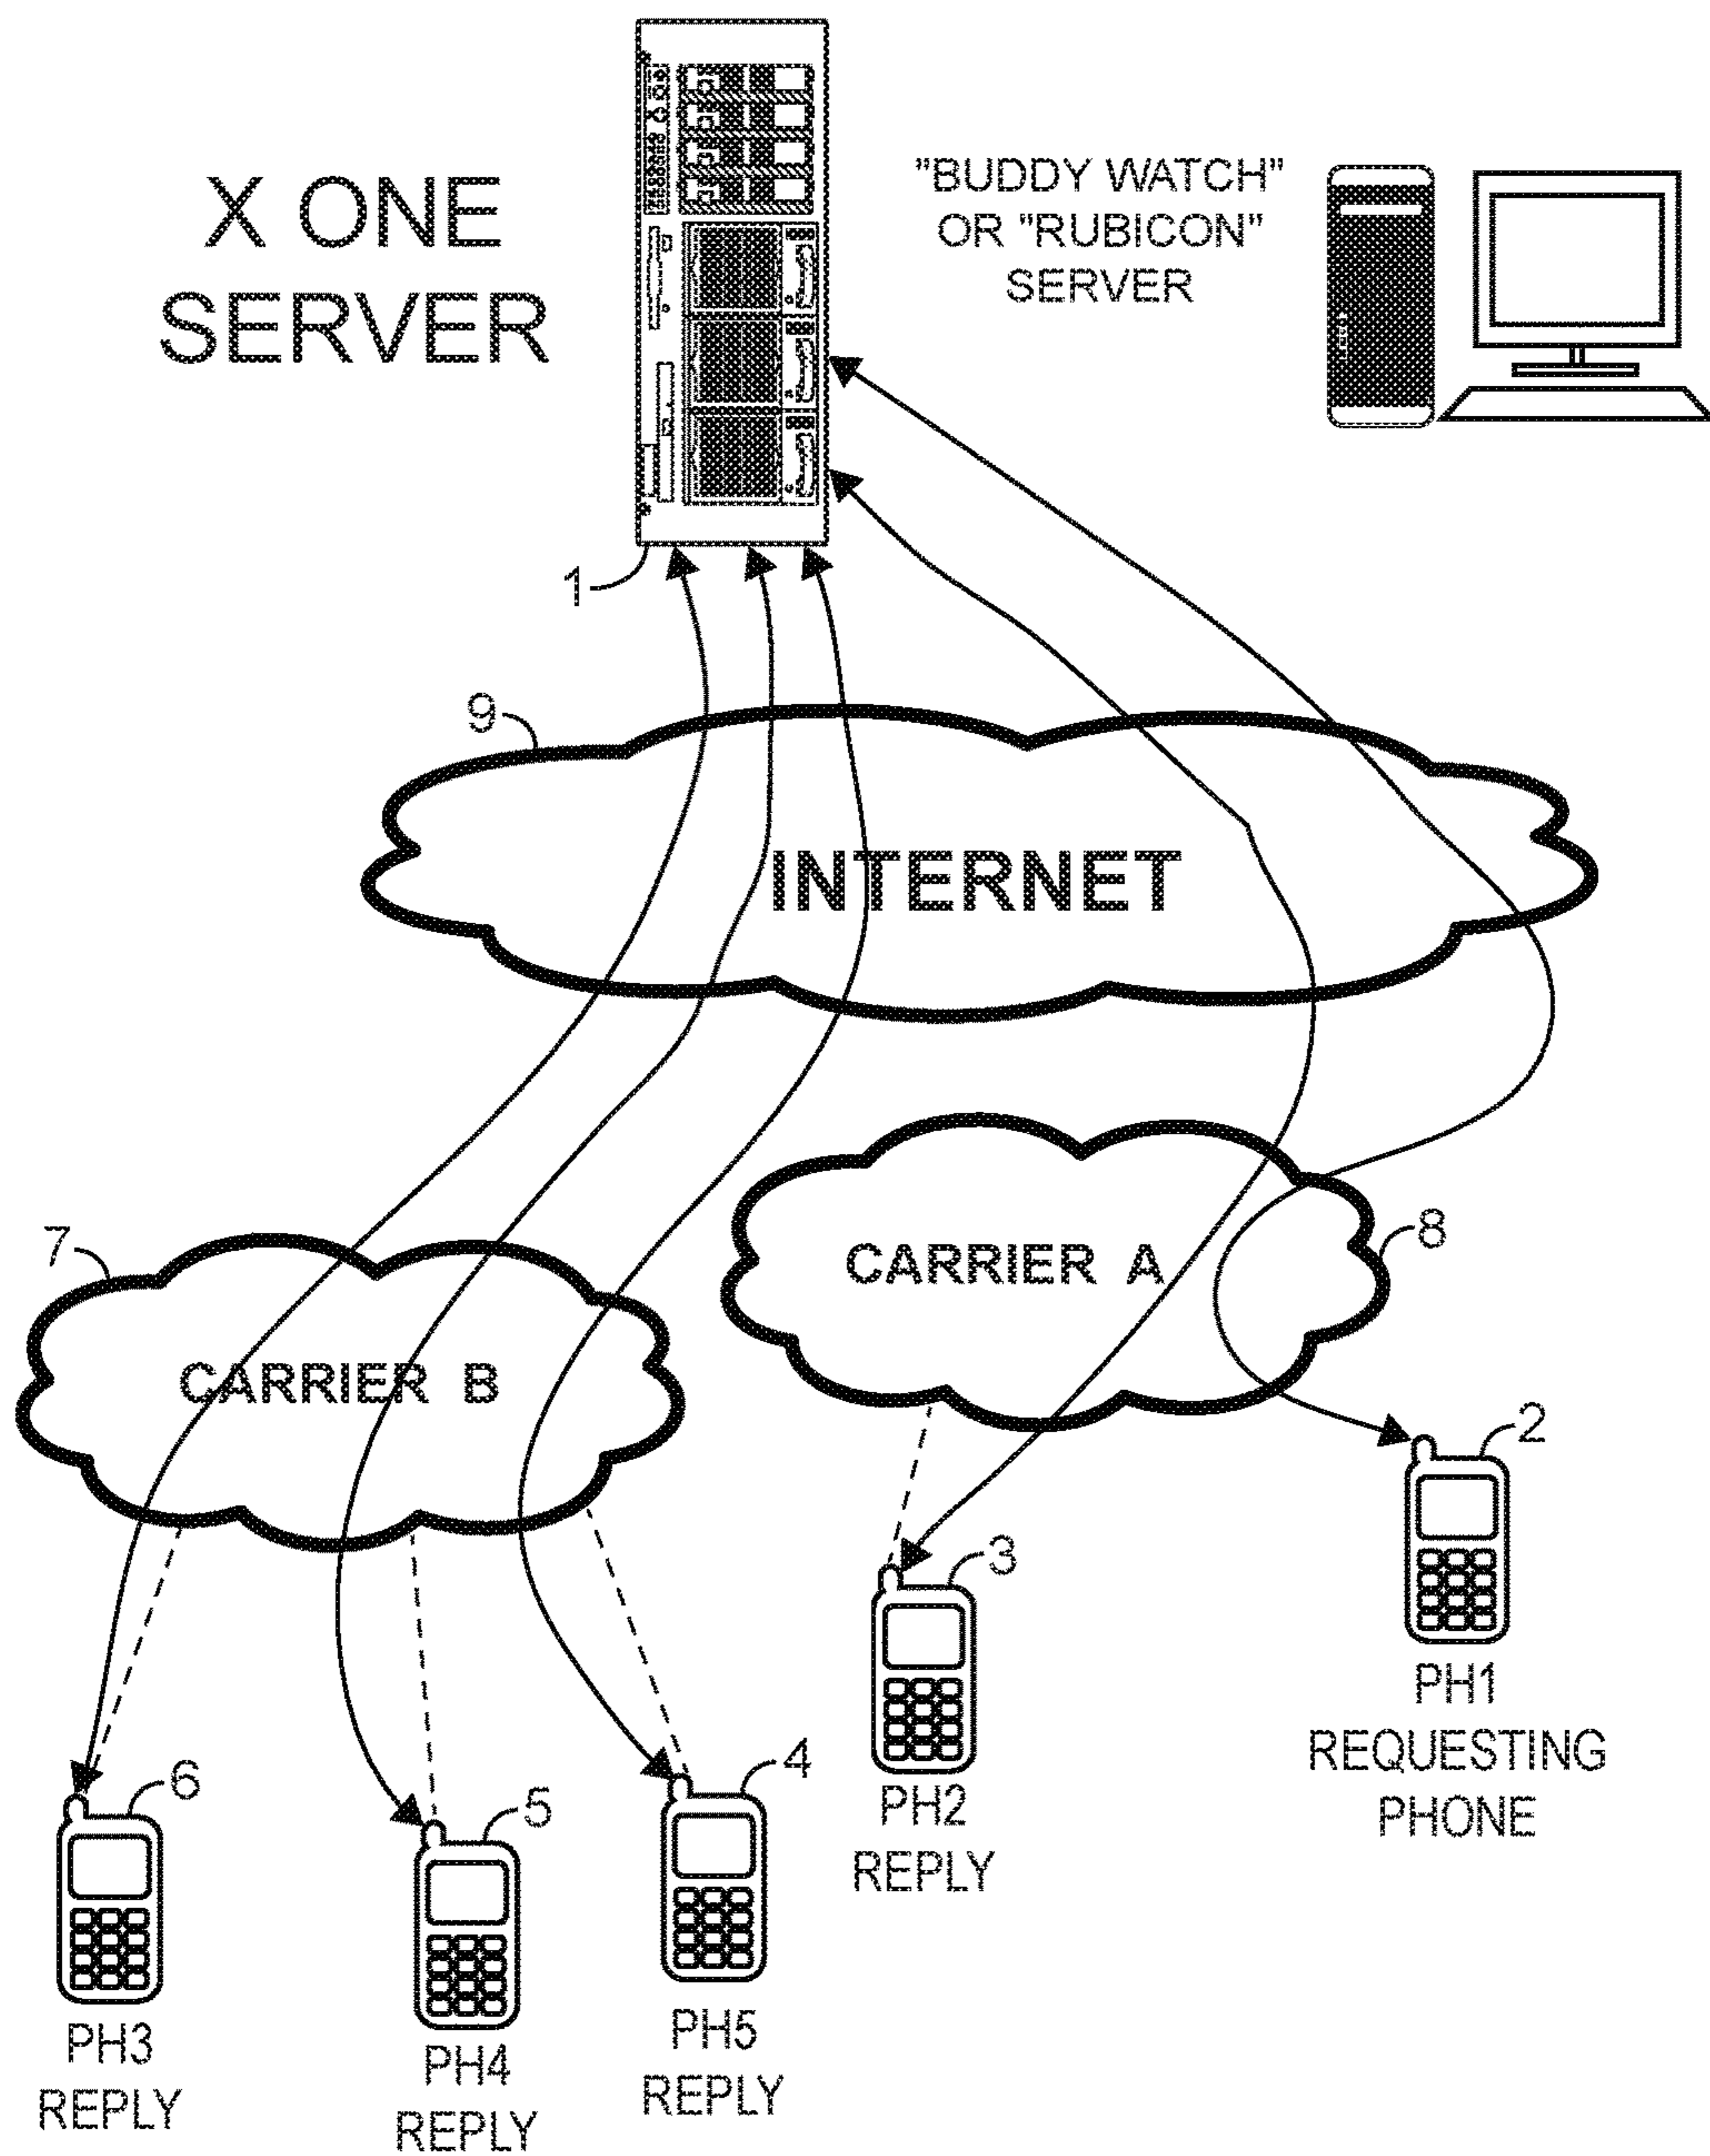 X ONE
SERVER
"BUDDY WATCH"
OR "RUBICON"
SERVER
1
9
INTERNET
7
CARRIER B
CARRIER A
8
2
PH1
REQUESTING
PHONE
3
PH2
REPLY
4
PH5
REPLY
5
PH4
REPLY
6
PH3
REPLY